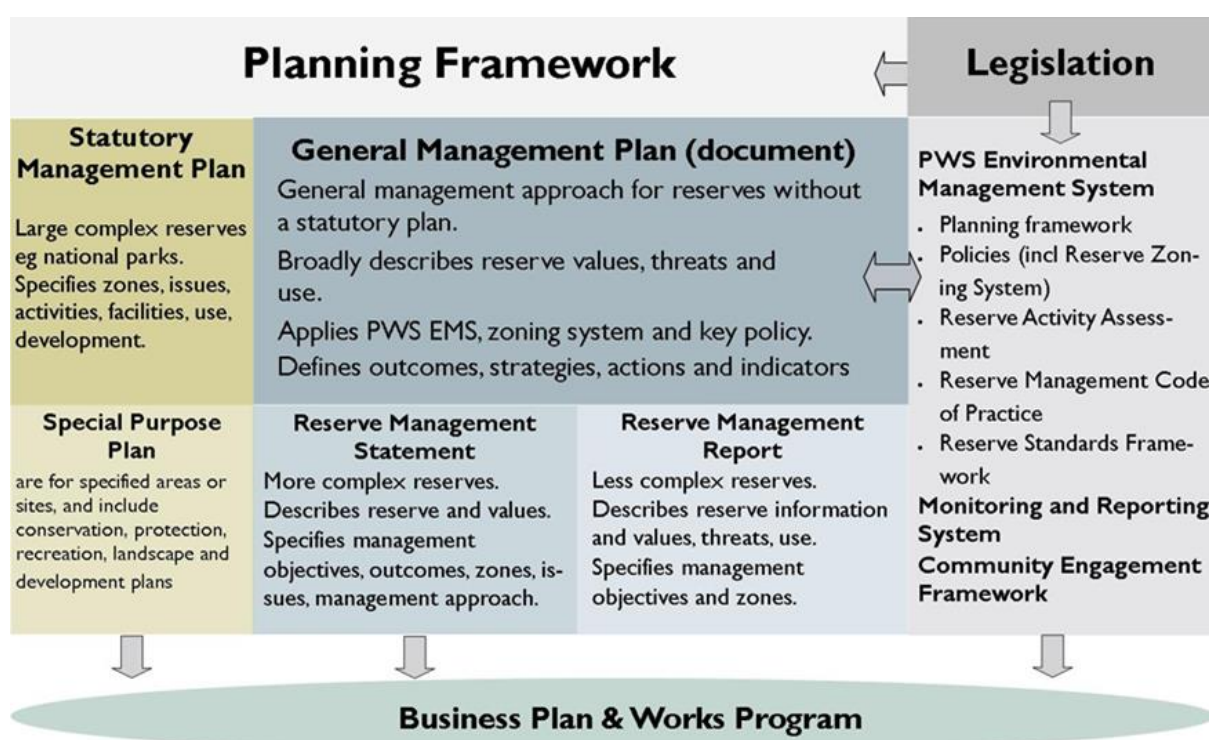 Planning Framework
Legislation
Statutory
Management Plan
Large complex reserves
eg national parks.
Specifies zones, issues,
activities, facilities, use,
development.
General Management Plan (document)
General management approach for reserves without
a statutory plan.
Broadly describes reserve values, threats and
use.
Applies PWS EMS, zoning system and key policy.
Defines outcomes, strategies, actions and indicators
PWS Environmental
Management System
• Planning framework
• Policies (incl Reserve Zon-
ing System)
• Reserve Activity Assess-
ment
• Reserve Management Code
of Practice
• Reserve Standards Frame-
work
Monitoring and Reporting
System
Community Engagement
Framework
Special Purpose
Plan
are for specified areas or
sites, and include
conservation, protection,
recreation, landscape and
development plans
Reserve Management
Statement
More complex reserves.
Describes reserve and values.
Specifies management
objectives, outcomes, zones, is-
sues, management approach.
Reserve Management
Report
Less complex reserves.
Describes reserve information
and values, threats, use.
Specifies management
objectives and zones.
Business Plan & Works Program